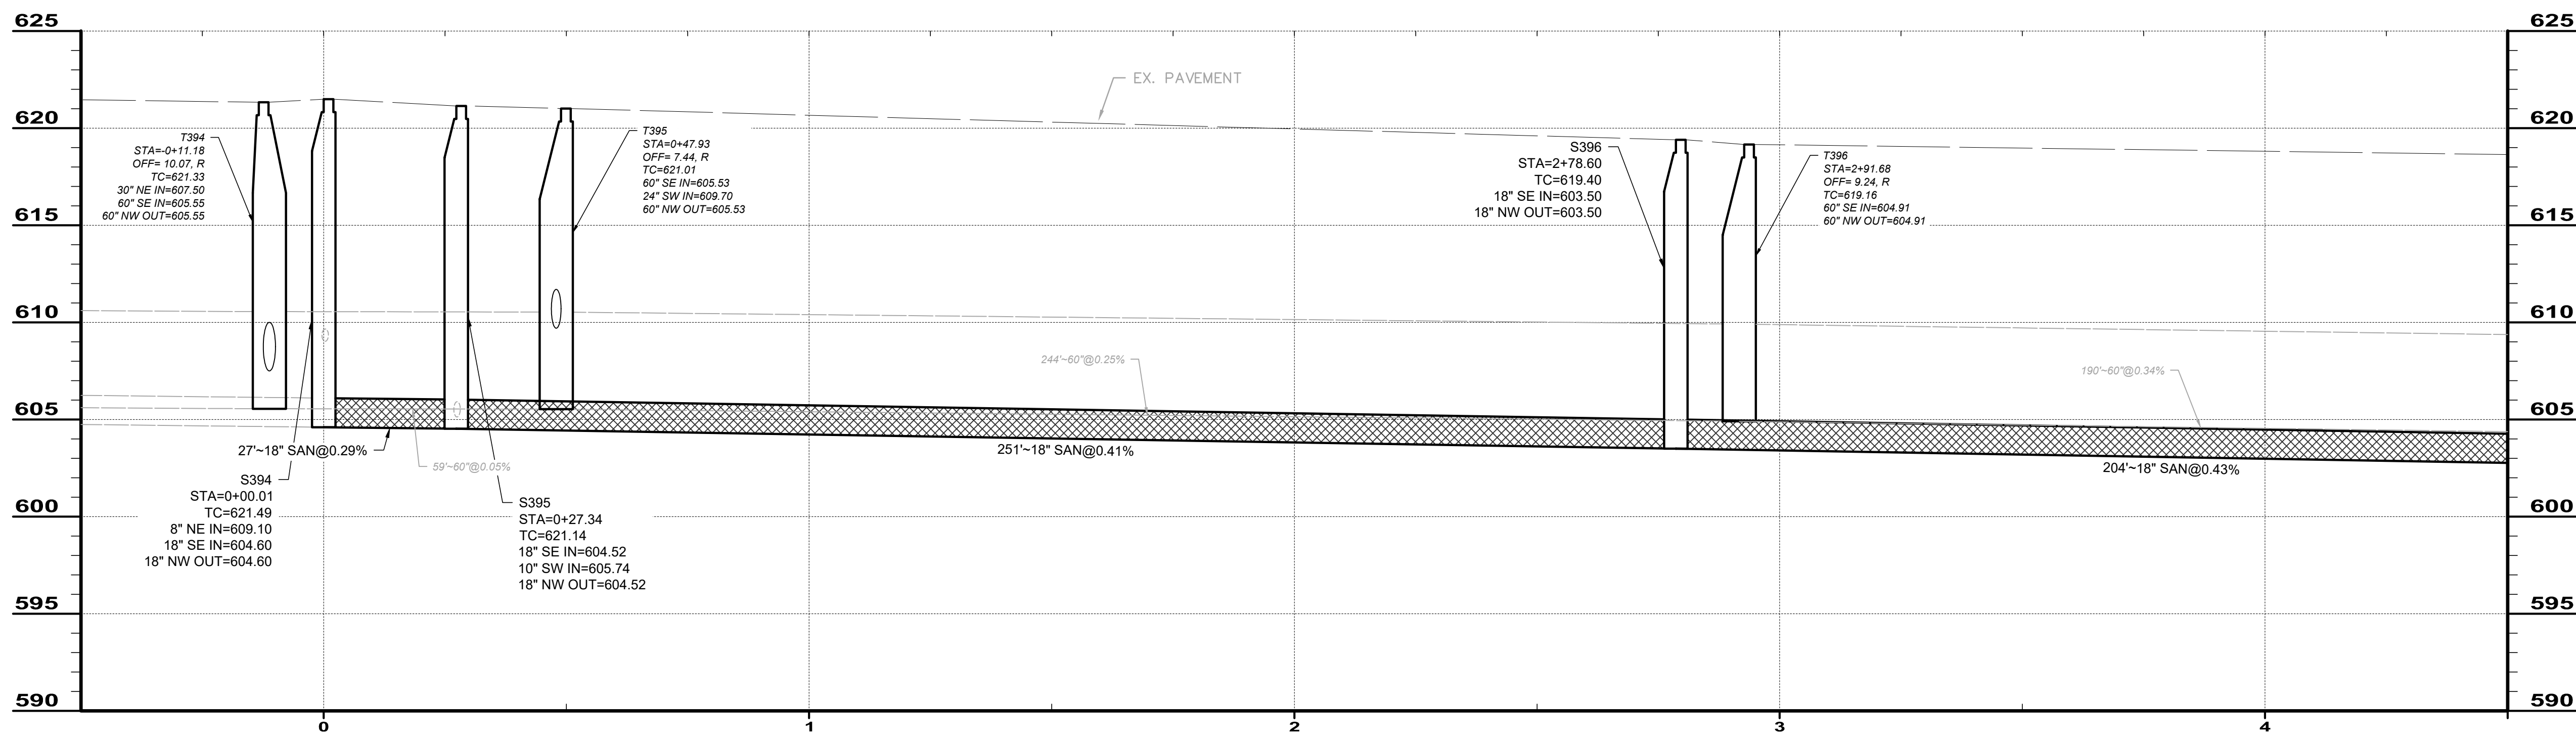 625
625
EX. PAVEMENT
620
620
T394
STA=-0+11.18
OFF= 10.07, R
TC=621.33
30" NE IN=607.50
60" SE IN=605.55
60" NW OUT=605.55
T395
STA=0+47.93
OFF= 7.44, R
TC=621.01
60" SE IN=605.53
24" SW IN=609.70
60" NW OUT=605.53
S396
STA=2+78.60
TC=619.40
18" SE IN=603.50
18" NW OUT=603.50
T396
STA=2+91.68
OFF= 9.24, R
TC=619.16
60" SE IN=604.91
60" NW OUT=604.91
615
615
610
610
244'~60"@0.25%
190'~60"@0.34%
605
605
27'~18" SAN@0.29%
59'~60"@0.05%
251'~18" SAN@0.41%
204'~18" SAN@0.43%
S394
STA=0+00.01
TC=621.49
8" NE IN=609.10
18" SE IN=604.60
18" NW OUT=604.60
S395
STA=0+27.34
TC=621.14
18" SE IN=604.52
10" SW IN=605.74
18" NW OUT=604.52
600
600
595
595
590
590
0 1 2 3 4